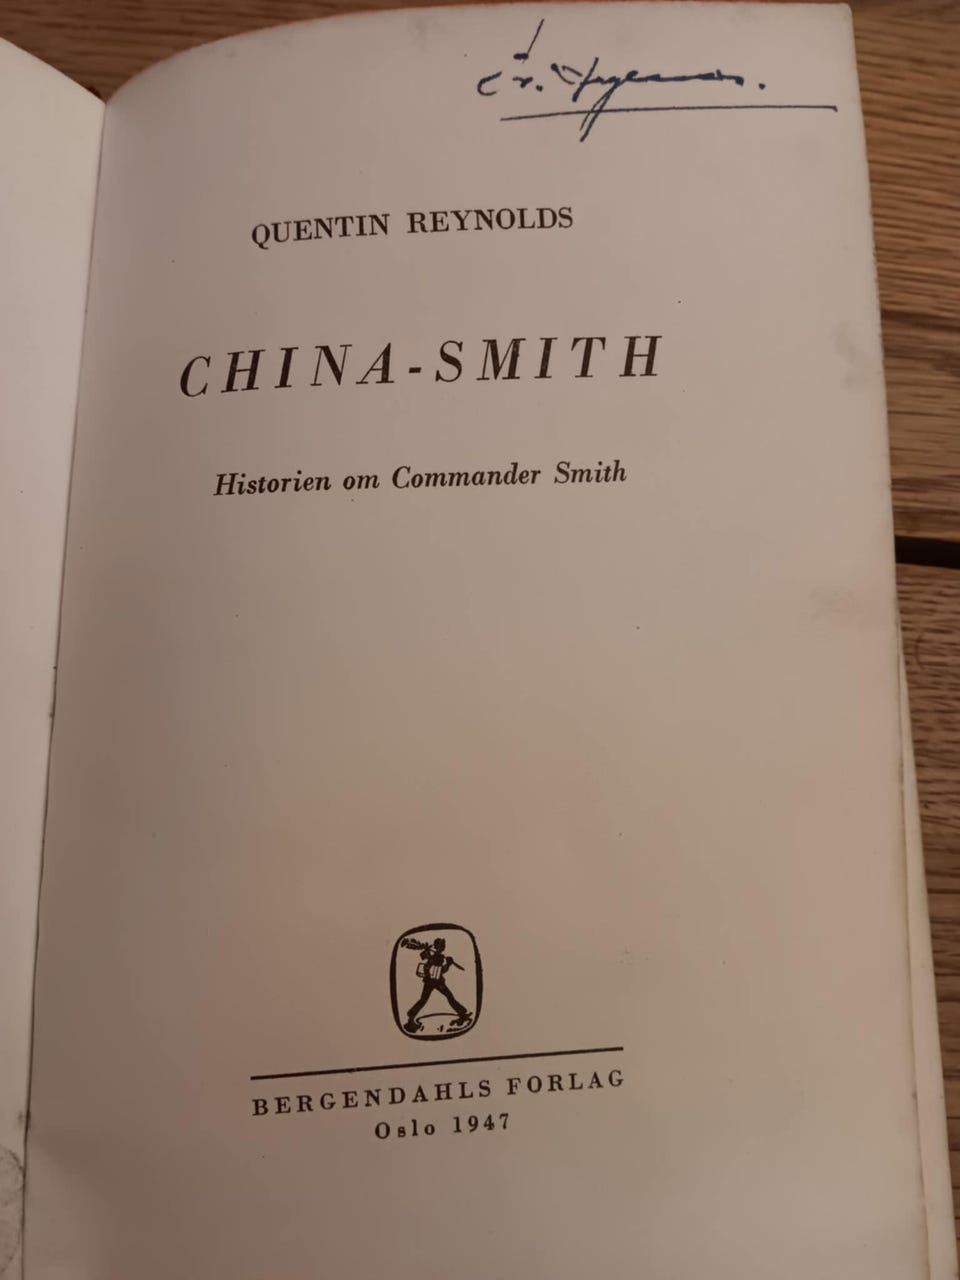 QUENTIN REYNOLDS
CHINA-SMITH
Historien om Commander Smith
BERGENDAHLS FORLAG
Oslo 1947